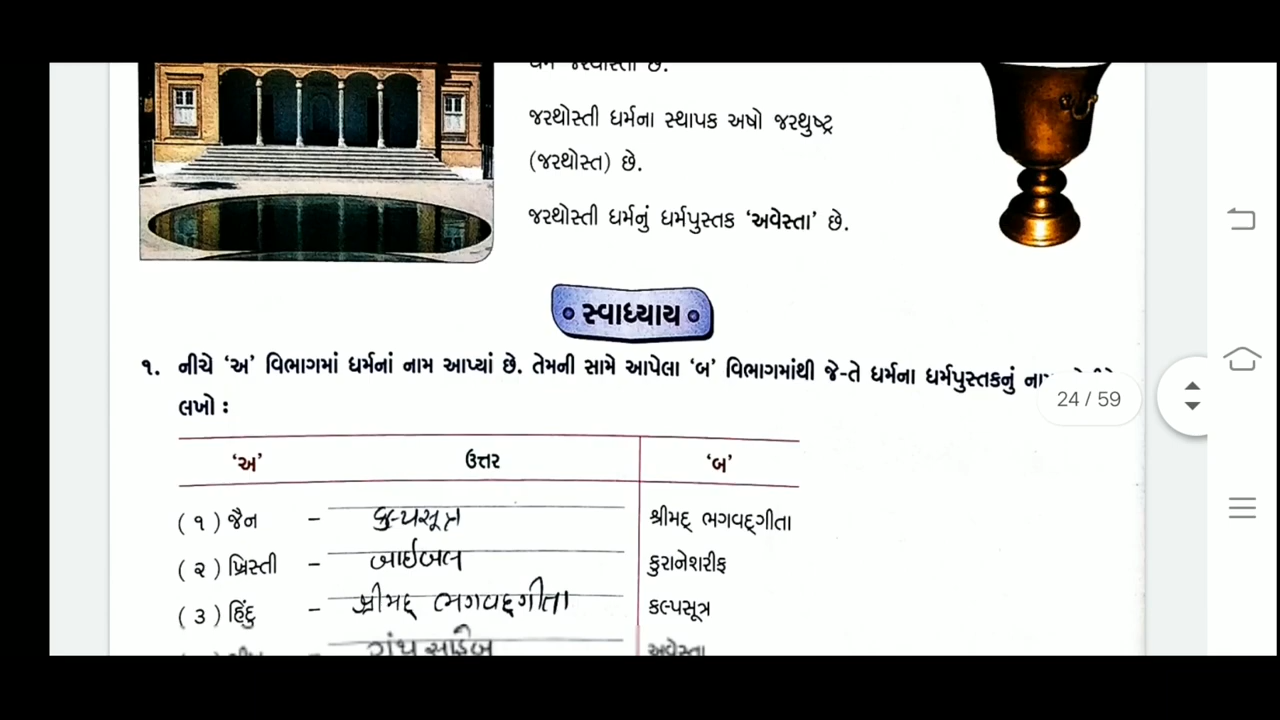 જરથોસ્તી ધર્મના સ્થાપક અષો જરથુષ્ટ્ર
(જરથોસ્ત) છે.
જરથોસ્તી ધર્મનું ધર્મપુસ્તક ‘અવેસ્તા’ છે.
સ્વાધ્યાય
૧. નીચે ‘અ’ વિભાગમાં ધર્મનાં નામ આપ્યાં છે. તેમની સામે આપેલા ‘બ’ વિભાગમાંથી જે-તે ધર્મના ધર્મપુસ્તકનું
લખો :
24 / 59
‘અ’ ઉત્તર ‘બ’
(૧) જૈન – કલ્પસૂત્ર શ્રીમદ્ ભગવદ્ગીતા
(૨) ખ્રિસ્તી – બાઈબલ કુરાનેશરીફ
(૩) હિંદુ – શ્રીમદ્ ભગવદ્ગીતા કલ્પસૂત્ર
ગ્રંથસાહેબ અવેસ્તા